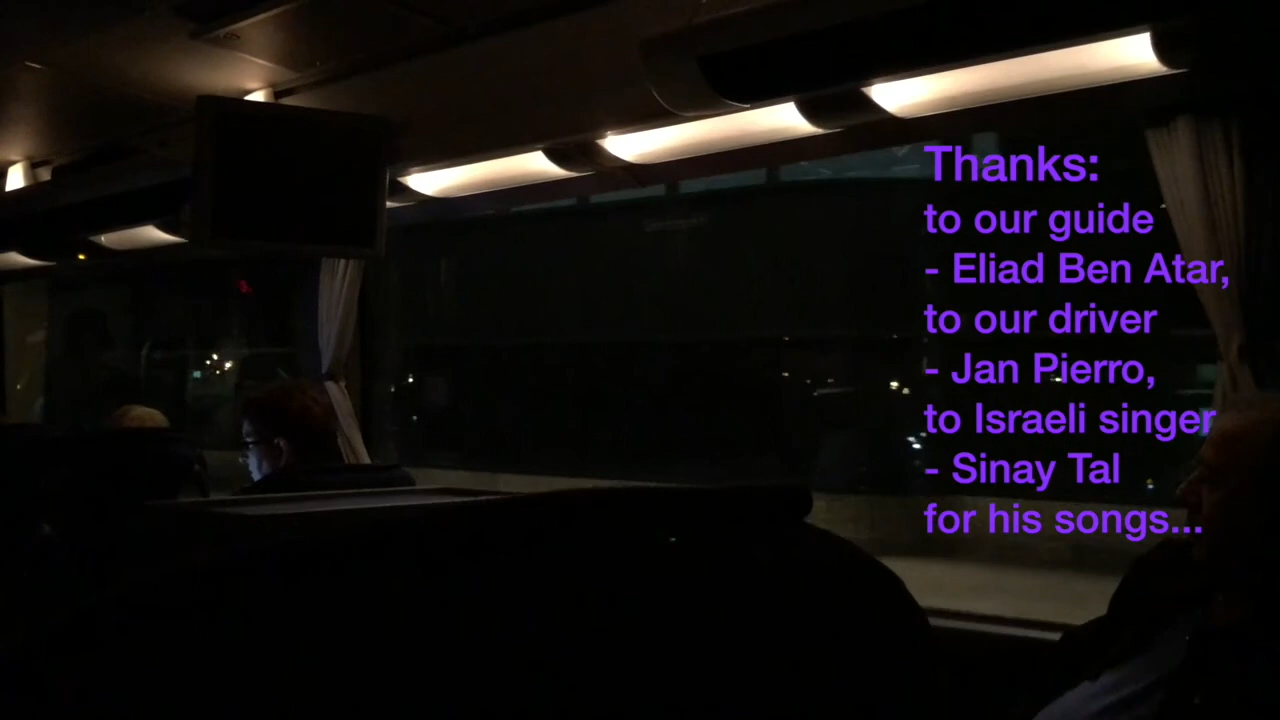 Thanks:
to our guide
- Eliad Ben Atar,
to our driver
- Jan Pierro,
to Israeli singer
- Sinay Tal
for his songs...